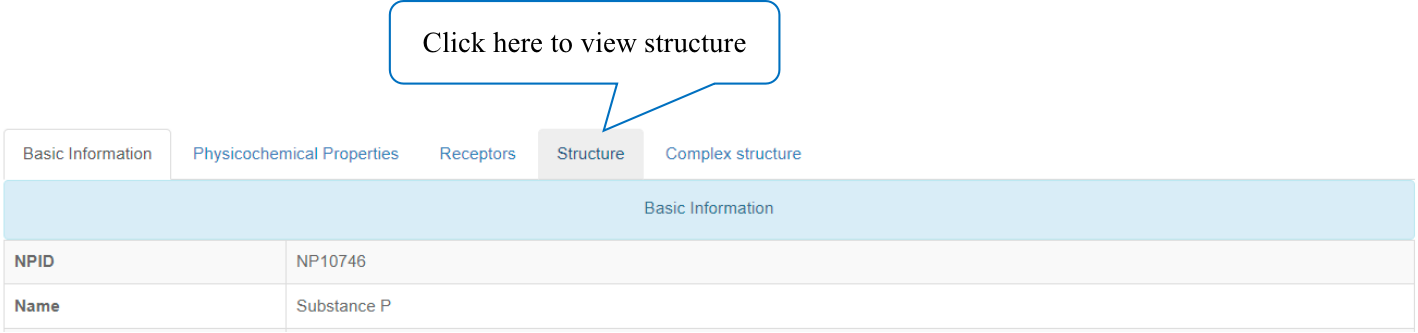 Click here to view structure
Basic Information Physicochemical Properties Receptors Structure Complex structure
Basic Information
NPID NP10746
Name Substance P